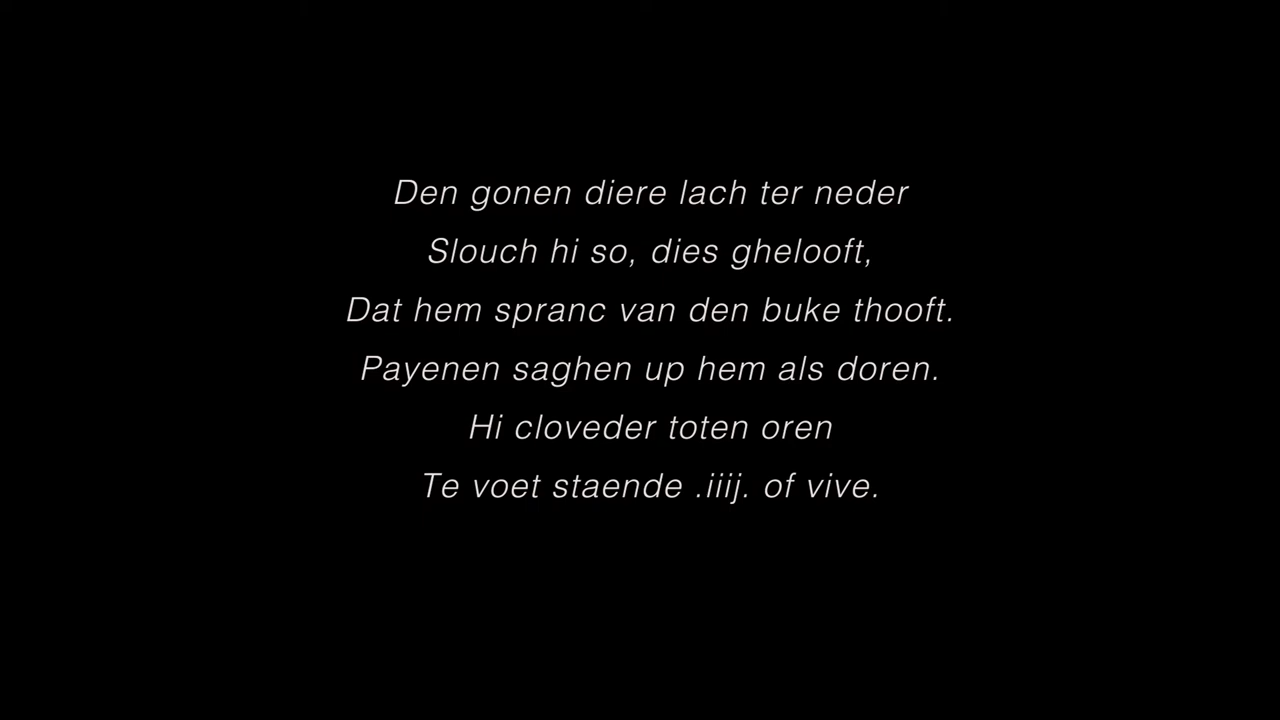 Den gonen diere lach ter neder
Slouch hi so, dies ghelooft,
Dat hem spranc van den buke thooft.
Payenen saghen up hem als doren.
Hi cloveder toten oren
Te voet staende .iiij. of vive.